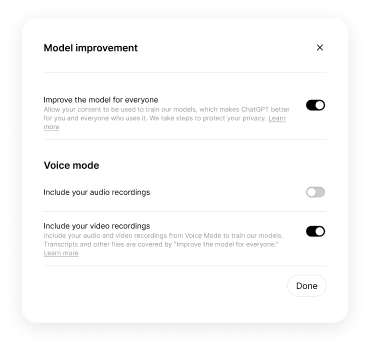 Model improvement
Improve the model for everyone
Allow your content to be used to train our models, which makes ChatGPT better
for you and everyone who uses it. We take steps to protect your privacy. Learn
more
Voice mode
Include your audio recordings
Include your video recordings
Include your audio and video recordings from Voice Mode to train our models.
Transcripts and other files are covered by "Improve the model for everyone."
Learn more
Done